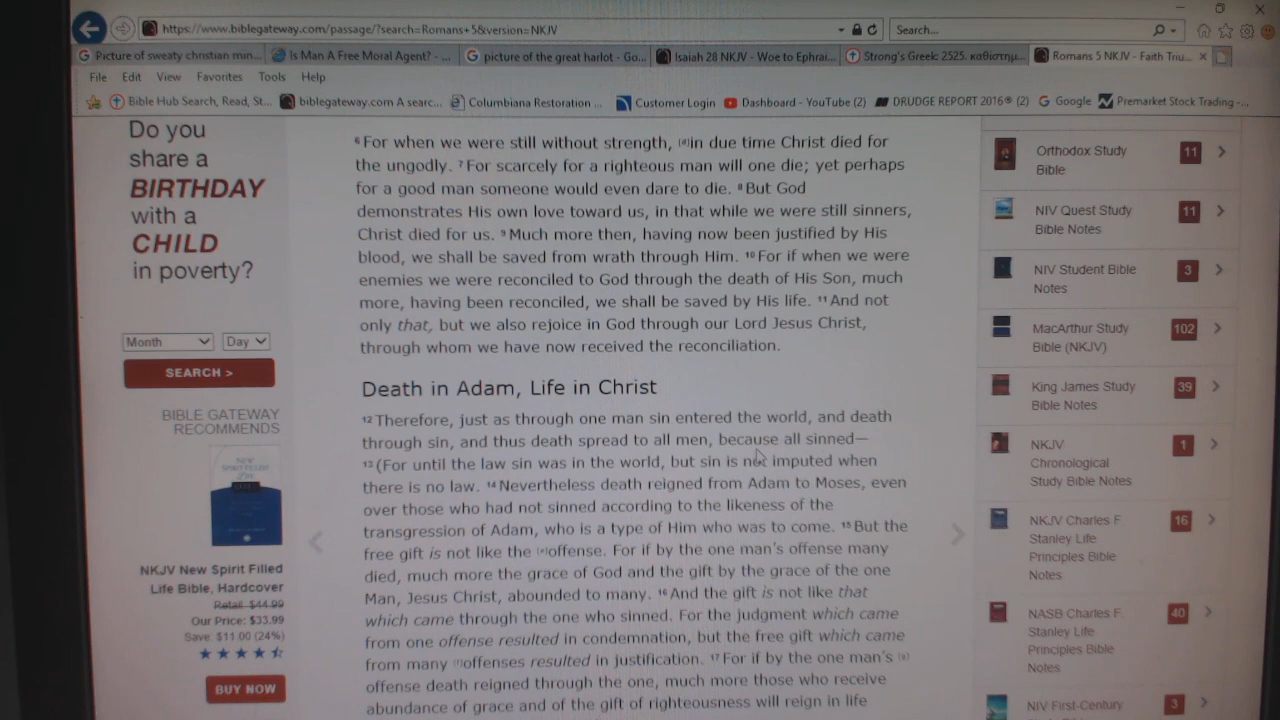 https://www.biblegateway.com/passage/?search=Romans+5&version=NKJV
Search...
Picture of sweaty christian min...
Is Man A Free Moral Agent? - ...
picture of the great harlot - Go...
Isaiah 28 NKJV - Woe to Ephrai...
Strong's Greek: 2525. καθίστημ...
Romans 5 NKJV - Faith Triu...
File Edit View Favorites Tools Help
Bible Hub Search, Read, St...
biblegateway.com A searc...
Columbiana Restoration ...
Customer Login
Dashboard - YouTube (2)
DRUDGE REPORT 2016® (2)
Google
Premarket Stock Trading -...
Do you
share a
BIRTHDAY
with a
CHILD
in poverty?
Month
Day
SEARCH >
BIBLE GATEWAY
RECOMMENDS
NKJV New Spirit Filled
Life Bible, Hardcover
Retail: $44.99
Our Price: $33.99
Save: $11.00 (24%)
BUY NOW
6 For when we were still without strength, [d]in due time Christ died for
the ungodly. 7 For scarcely for a righteous man will one die; yet perhaps
for a good man someone would even dare to die. 8 But God
demonstrates His own love toward us, in that while we were still sinners,
Christ died for us. 9 Much more then, having now been justified by His
blood, we shall be saved from wrath through Him. 10 For if when we were
enemies we were reconciled to God through the death of His Son, much
more, having been reconciled, we shall be saved by His life. 11 And not
only that, but we also rejoice in God through our Lord Jesus Christ,
through whom we have now received the reconciliation.
Death in Adam, Life in Christ
12 Therefore, just as through one man sin entered the world, and death
through sin, and thus death spread to all men, because all sinned—
13 (For until the law sin was in the world, but sin is not imputed when
there is no law. 14 Nevertheless death reigned from Adam to Moses, even
over those who had not sinned according to the likeness of the
transgression of Adam, who is a type of Him who was to come. 15 But the
free gift is not like the [e]offense. For if by the one man's offense many
died, much more the grace of God and the gift by the grace of the one
Man, Jesus Christ, abounded to many. 16 And the gift is not like that
which came through the one who sinned. For the judgment which came
from one offense resulted in condemnation, but the free gift which came
from many [f]offenses resulted in justification. 17 For if by the one man's [g]
offense death reigned through the one, much more those who receive
abundance of grace and of the gift of righteousness will reign in life
Orthodox Study
Bible
11
NIV Quest Study
Bible Notes
11
NIV Student Bible
Notes
3
MacArthur Study
Bible (NKJV)
102
King James Study
Bible Notes
39
NKJV
Chronological
Study Bible Notes
1
NKJV Charles F.
Stanley Life
Principles Bible
Notes
16
NASB Charles F.
Stanley Life
Principles Bible
Notes
40
NIV First-Century
3